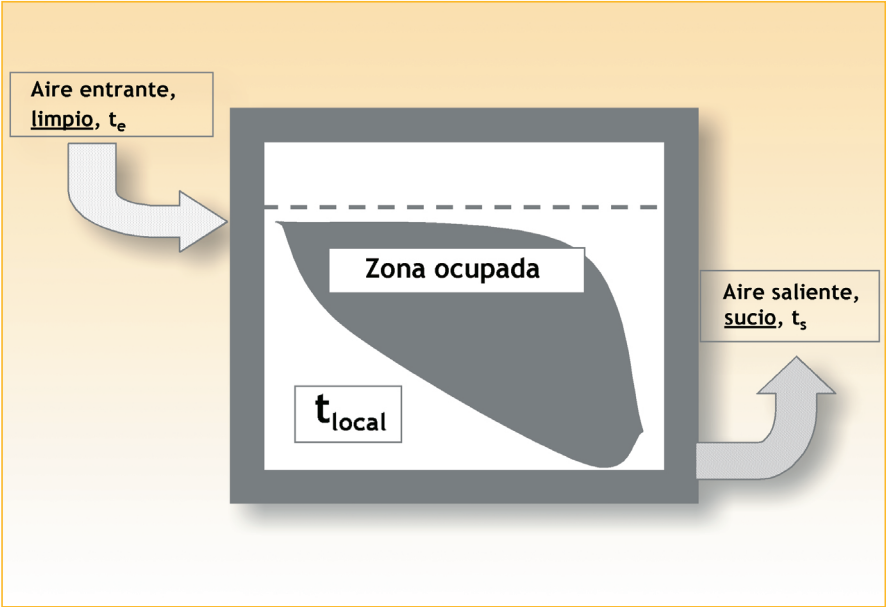 Aire entrante,
limpio, te
Zona ocupada
Aire saliente,
sucio, ts
tlocal